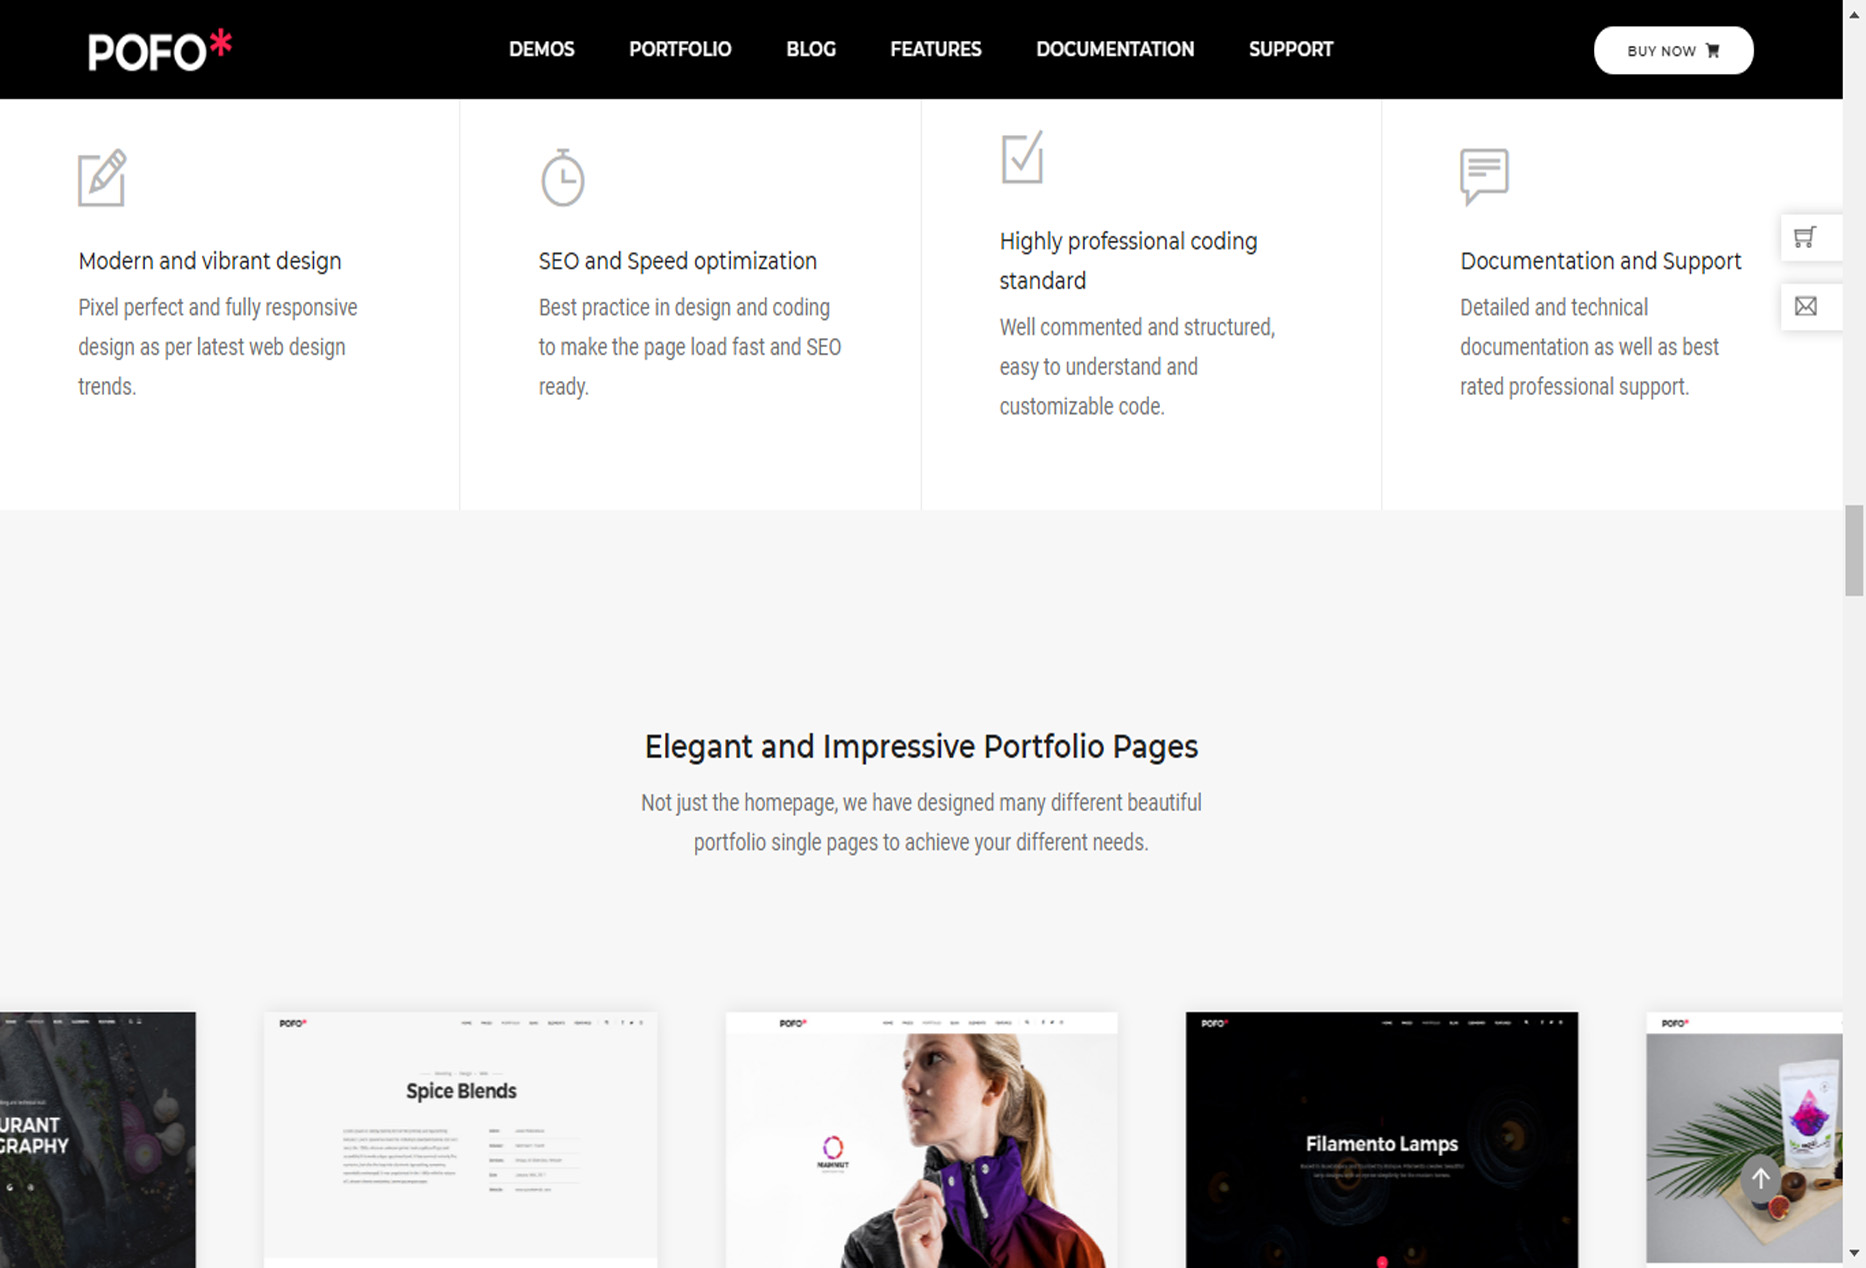 POFO*
DEMOS
PORTFOLIO
BLOG
FEATURES
DOCUMENTATION
SUPPORT
BUY NOW
Modern and vibrant design
Pixel perfect and fully responsive
design as per latest web design
trends.
SEO and Speed optimization
Best practice in design and coding
to make the page load fast and SEO
ready.
Highly professional coding
standard
Well commented and structured,
easy to understand and
customizable code.
Documentation and Support
Detailed and technical
documentation as well as best
rated professional support.
Elegant and Impressive Portfolio Pages
Not just the homepage, we have designed many different beautiful
portfolio single pages to achieve your different needs.
URANT
GRAPHY
POFO*
Spice Blends
POFO*
MAMMUT
POFO*
Filamento Lamps
POFO*